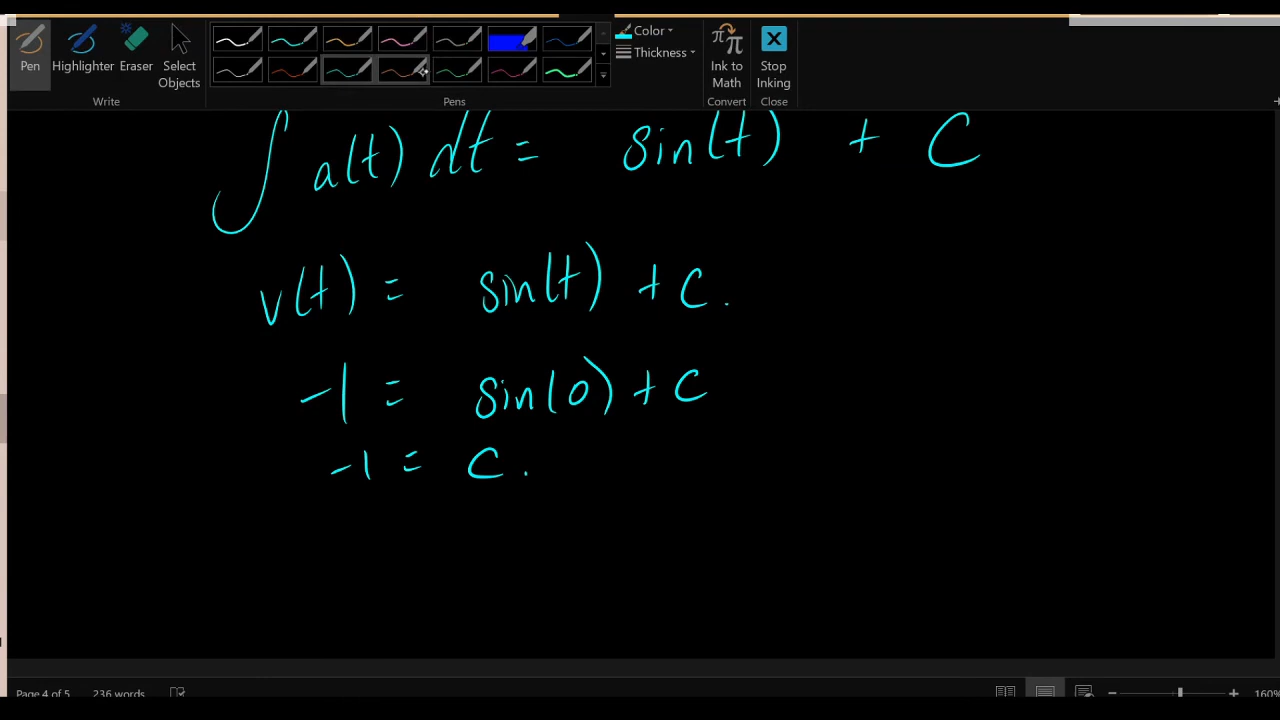 Color
Thickness
Pen
Highlighter
Eraser
Select Objects
Ink to Math
Stop Inking
Write
Pens
Convert
Close
∫ a(t) dt = sin(t) + C
v(t) = sin(t) + C.
-1 = sin(0) + C
-1 = C.
Page 4 of 5 236 words 160%